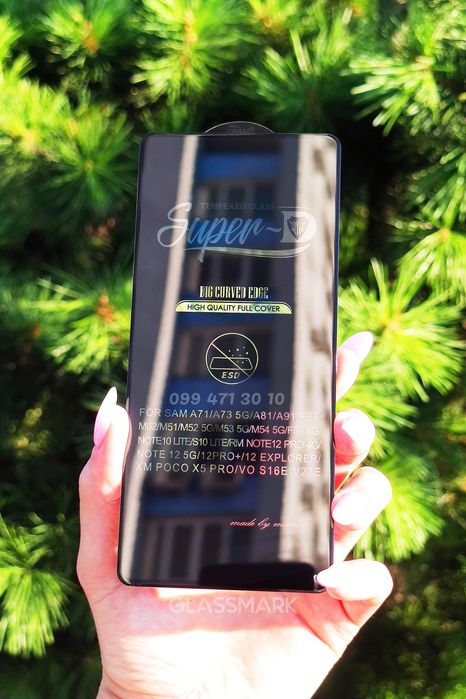 TEMPERED GLASS
Super-D
BIG CURVED EDGE
HIGH QUALITY FULL COVER
ESD
099 471 30 10
FOR SAM A71/A73 5G/A81/A91/F62
M62/M51/M52 5G/M53 5G/M54 5G/F54 5G
NOTE10 LITE/S10 LITE/RM NOTE12 PRO 4G/
NOTE 12 5G/12PRO+/12 EXPLORER/
XM POCO X5 PRO/VO S16E/V27E
made by
GLASSMARK